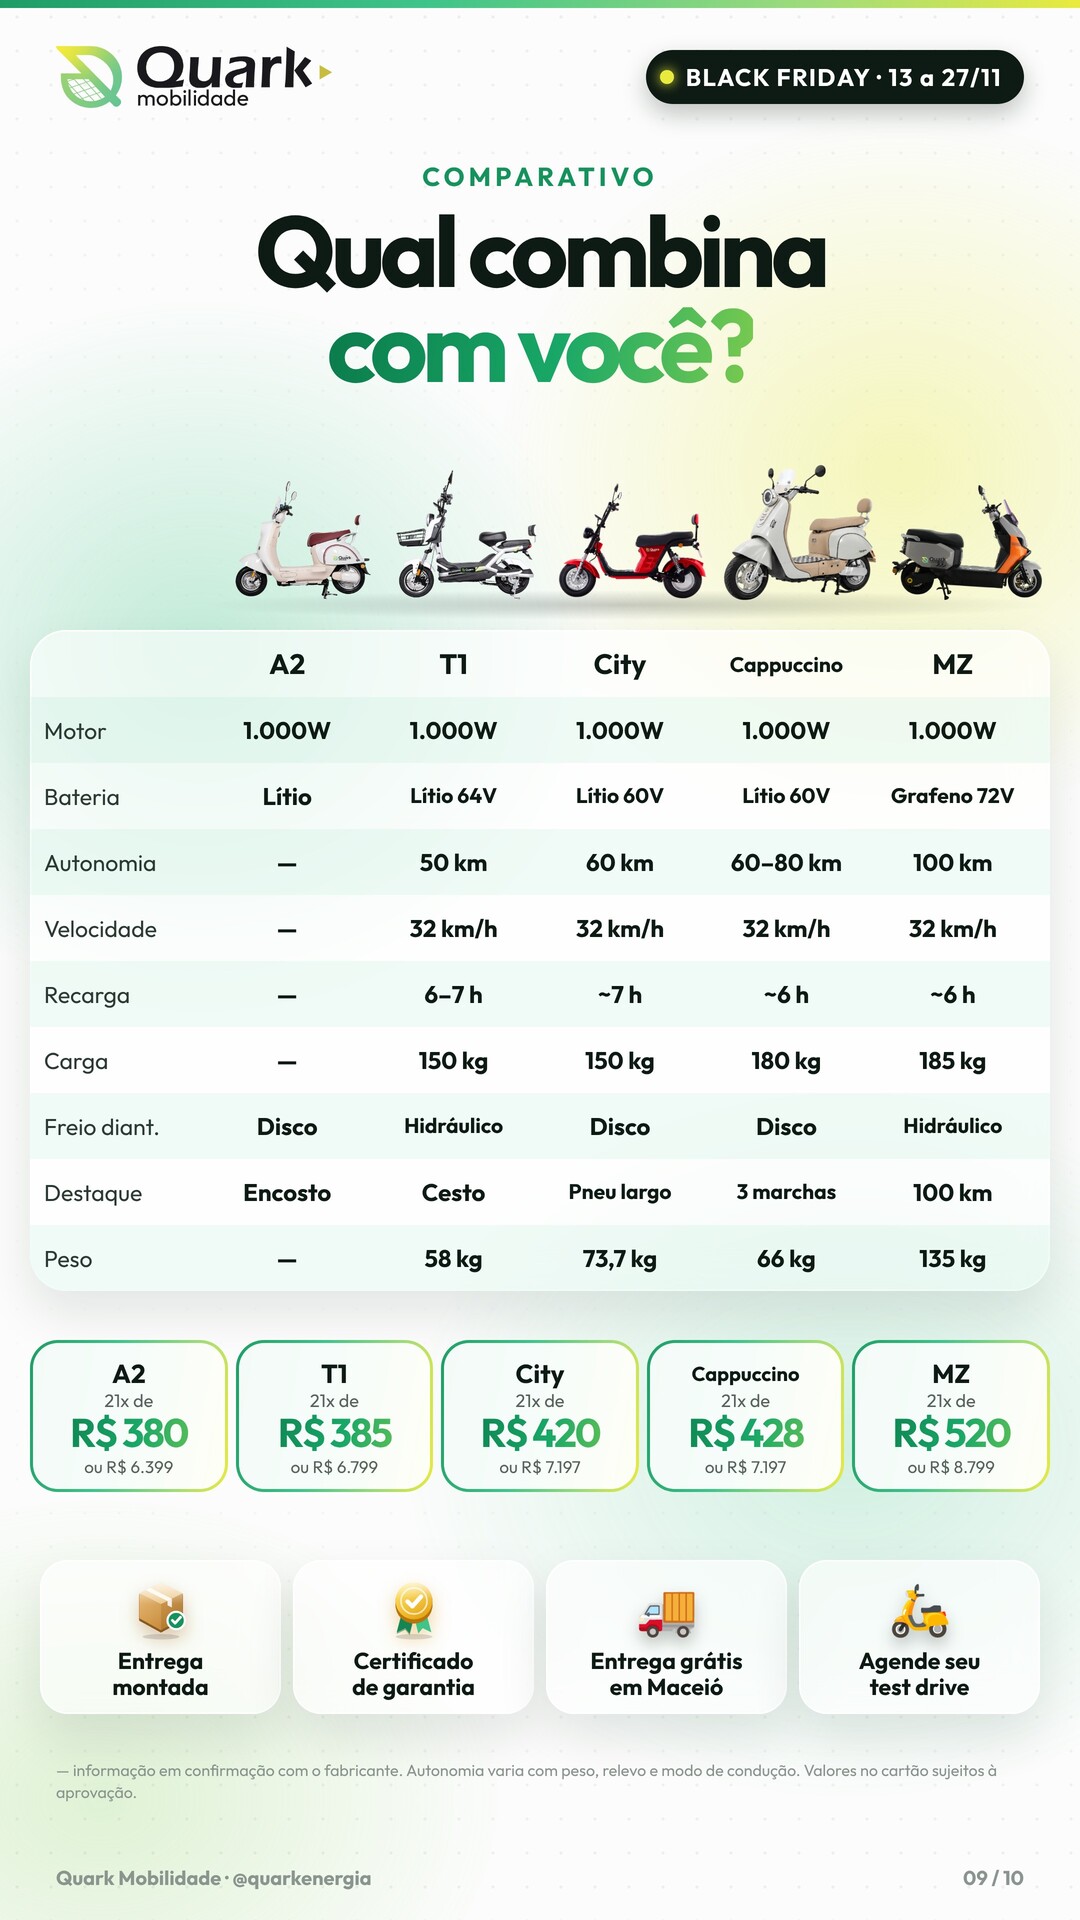 Quark
mobilidade
BLACK FRIDAY · 13 a 27/11
COMPARATIVO
Qual combina
com você?
A2 T1 City Cappuccino MZ
Motor 1.000W 1.000W 1.000W 1.000W 1.000W
Bateria Lítio Lítio 64V Lítio 60V Lítio 60V Grafeno 72V
Autonomia — 50 km 60 km 60–80 km 100 km
Velocidade — 32 km/h 32 km/h 32 km/h 32 km/h
Recarga — 6–7 h ~7 h ~6 h ~6 h
Carga — 150 kg 150 kg 180 kg 185 kg
Freio diant. Disco Hidráulico Disco Disco Hidráulico
Destaque Encosto Cesto Pneu largo 3 marchas 100 km
Peso — 58 kg 73,7 kg 66 kg 135 kg
A2 T1 City Cappuccino MZ
21x de 21x de 21x de 21x de 21x de
R$ 380 R$ 385 R$ 420 R$ 428 R$ 520
ou R$ 6.399 ou R$ 6.799 ou R$ 7.197 ou R$ 7.197 ou R$ 8.799
Entrega Certificado Entrega grátis Agende seu
montada de garantia em Maceió test drive
— informação em confirmação com o fabricante. Autonomia varia com peso, relevo e modo de condução. Valores no cartão sujeitos à
aprovação.
Quark Mobilidade · @quarkenergia 09 / 10